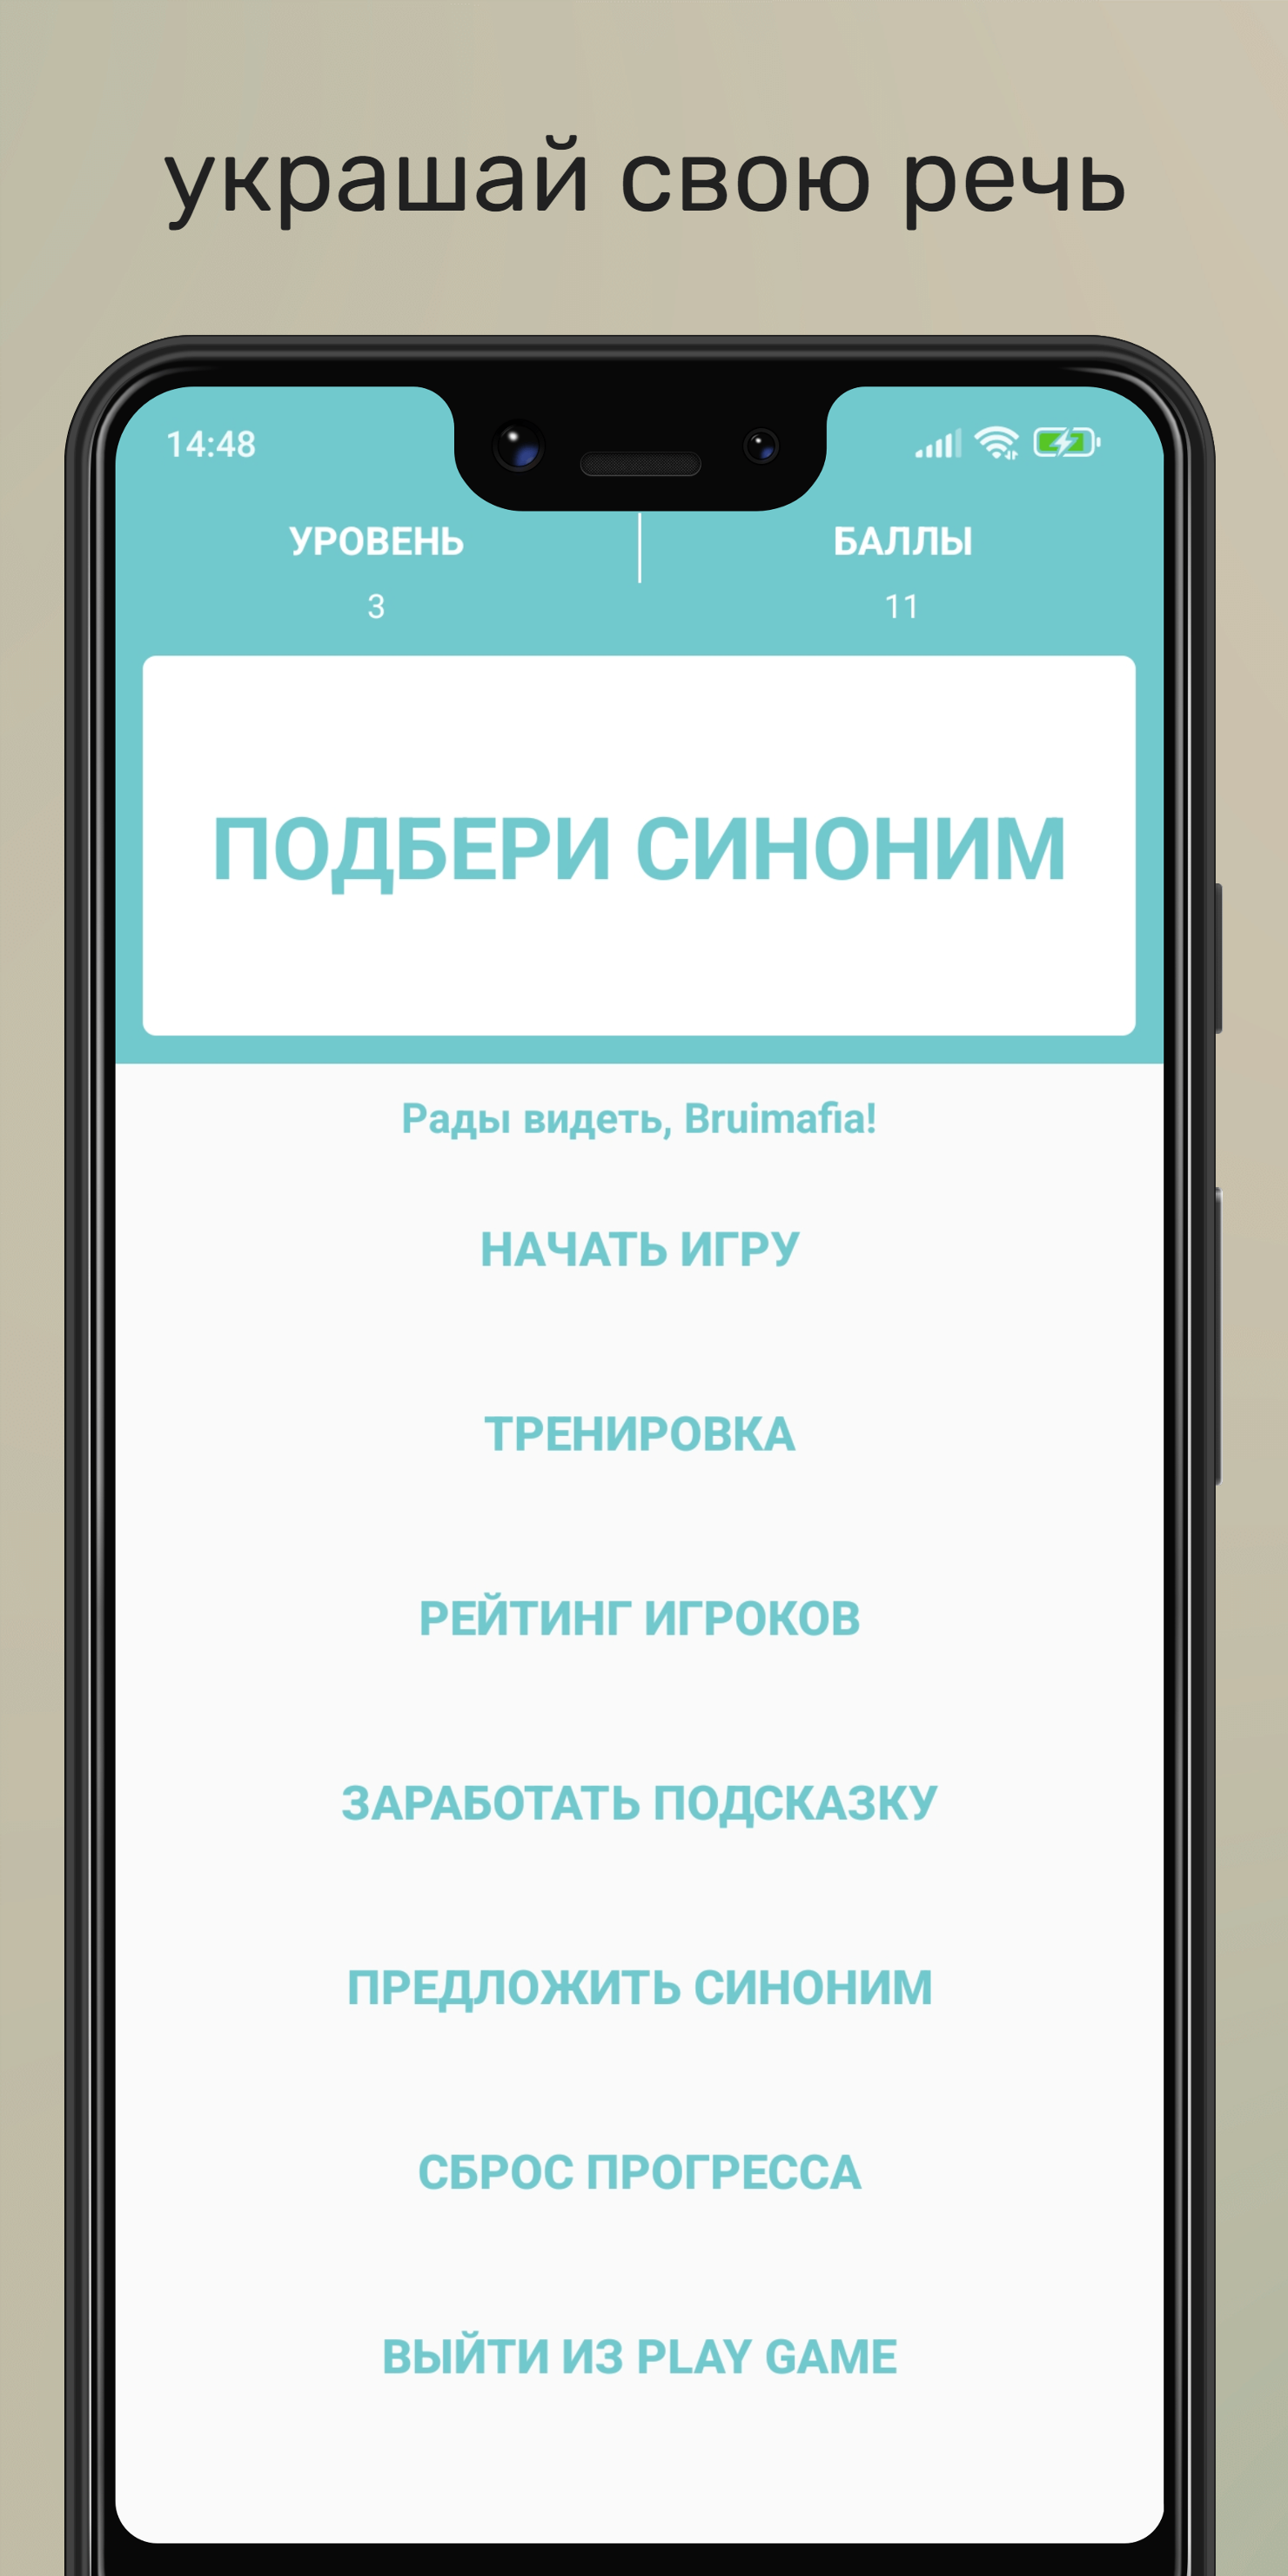 украшай свою речь
14:48
УРОВЕНЬ
БАЛЛЫ
3
11
ПОДБЕРИ СИНОНИМ
Рады видеть, Bruimafia!
НАЧАТЬ ИГРУ
ТРЕНИРОВКА
РЕЙТИНГ ИГРОКОВ
ЗАРАБОТАТЬ ПОДСКАЗКУ
ПРЕДЛОЖИТЬ СИНОНИМ
СБРОС ПРОГРЕССА
ВЫЙТИ ИЗ PLAY GAME